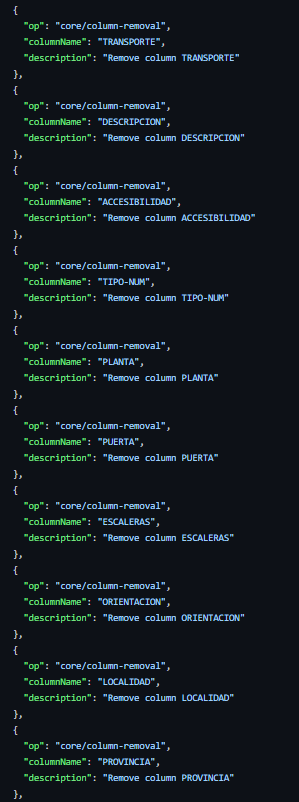 {
"op": "core/column-removal",
"columnName": "TRANSPORTE",
"description": "Remove column TRANSPORTE"
},
{
"op": "core/column-removal",
"columnName": "DESCRIPCION",
"description": "Remove column DESCRIPCION"
},
{
"op": "core/column-removal",
"columnName": "ACCESIBILIDAD",
"description": "Remove column ACCESIBILIDAD"
},
{
"op": "core/column-removal",
"columnName": "TIPO-NUM",
"description": "Remove column TIPO-NUM"
},
{
"op": "core/column-removal",
"columnName": "PLANTA",
"description": "Remove column PLANTA"
},
{
"op": "core/column-removal",
"columnName": "PUERTA",
"description": "Remove column PUERTA"
},
{
"op": "core/column-removal",
"columnName": "ESCALERAS",
"description": "Remove column ESCALERAS"
},
{
"op": "core/column-removal",
"columnName": "ORIENTACION",
"description": "Remove column ORIENTACION"
},
{
"op": "core/column-removal",
"columnName": "LOCALIDAD",
"description": "Remove column LOCALIDAD"
},
{
"op": "core/column-removal",
"columnName": "PROVINCIA",
"description": "Remove column PROVINCIA"
},